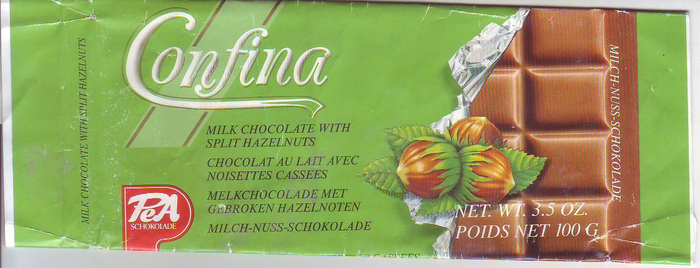 MILK CHOCOLATE WITH SPLIT HAZELNUTS
Confina
MILK CHOCOLATE WITH
SPLIT HAZELNUTS
CHOCOLAT AU LAIT AVEC
NOISETTES CASSEES
MELKCHOCOLADE MET
GEBROKEN HAZELNOTEN
MILCH-NUSS-SCHOKOLADE
PEA
SCHOKOLADE
NET. WT. 3.5 OZ.
POIDS NET 100 G
MILCH-NUSS-SCHOKOLADE